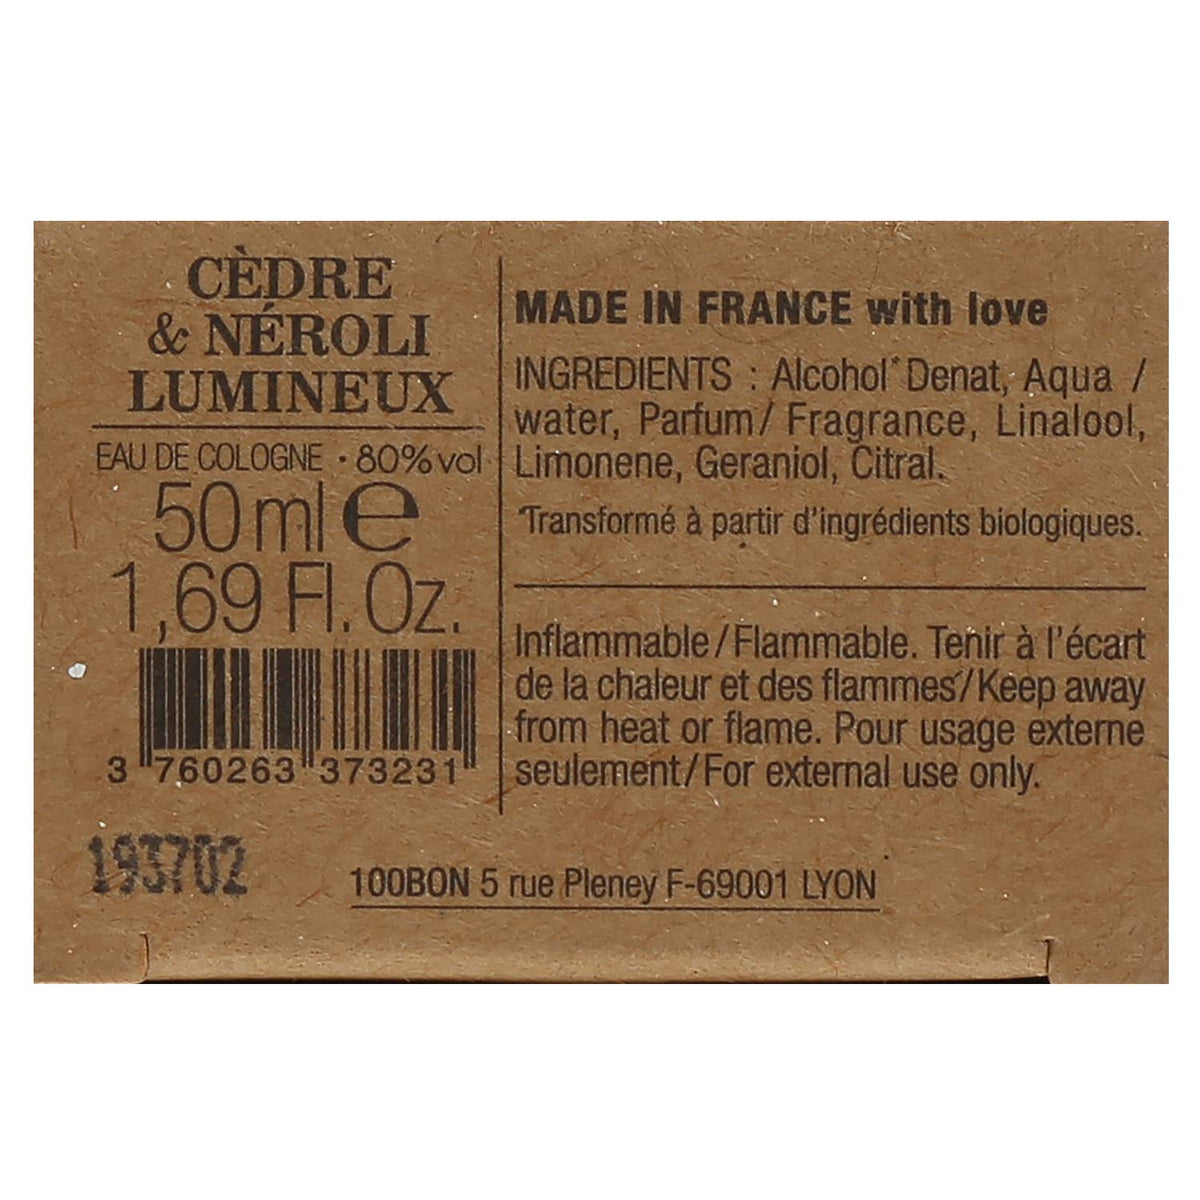 CÈDRE
& NÉROLI
LUMINEUX
EAU DE COLOGNE · 80% vol
50 ml ℮
1,69 Fl. Oz.
3 760263 373231
193702
MADE IN FRANCE with love
INGREDIENTS : Alcohol* Denat, Aqua /
water, Parfum/ Fragrance, Linalool,
Limonene, Geraniol, Citral.
*Transformé à partir d'ingrédients biologiques.
Inflammable/Flammable. Tenir à l'écart
de la chaleur et des flammes/Keep away
from heat or flame. Pour usage externe
seulement/For external use only.
100BON 5 rue Pleney F-69001 LYON